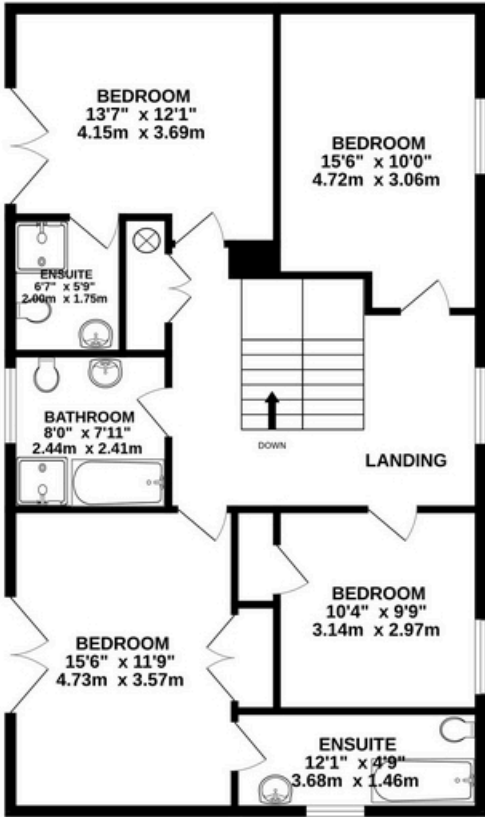 BEDROOM
13'7" x 12'1"
4.15m x 3.69m
BEDROOM
15'6" x 10'0"
4.72m x 3.06m
ENSUITE
6'7" x 5'9"
2.00m x 1.75m
BATHROOM
8'0" x 7'11"
2.44m x 2.41m
DOWN
LANDING
BEDROOM
15'6" x 11'9"
4.73m x 3.57m
BEDROOM
10'4" x 9'9"
3.14m x 2.97m
ENSUITE
12'1" x 4'9"
3.68m x 1.46m